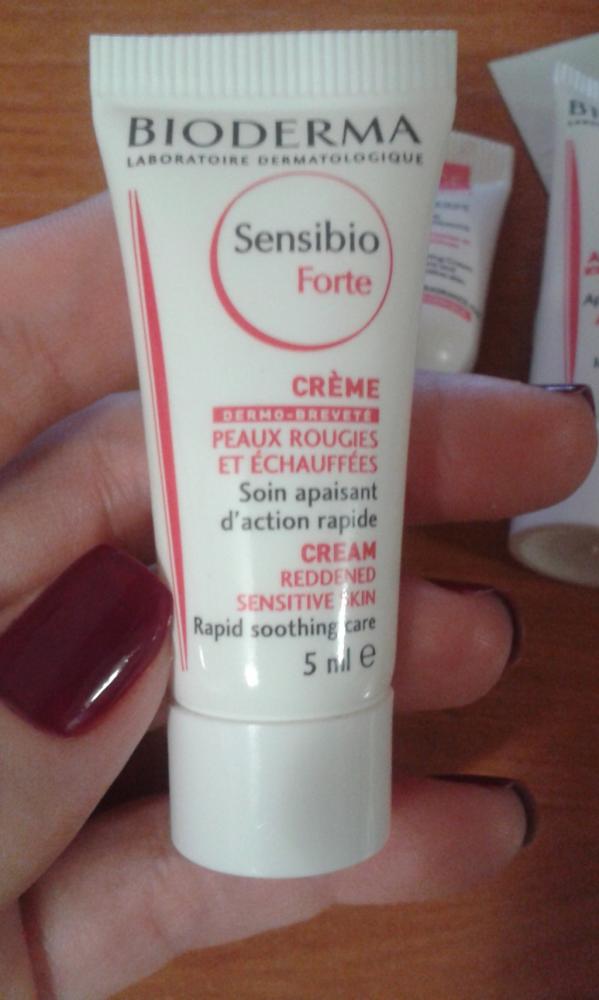 BIODERMA
LABORATOIRE DERMATOLOGIQUE
Sensibio
Forte
CRÈME
DERMO-BREVETÉ
PEAUX ROUGIES
ET ÉCHAUFFÉES
Soin apaisant
d'action rapide
CREAM
REDDENED
SENSITIVE SKIN
Rapid soothing care
5 ml e